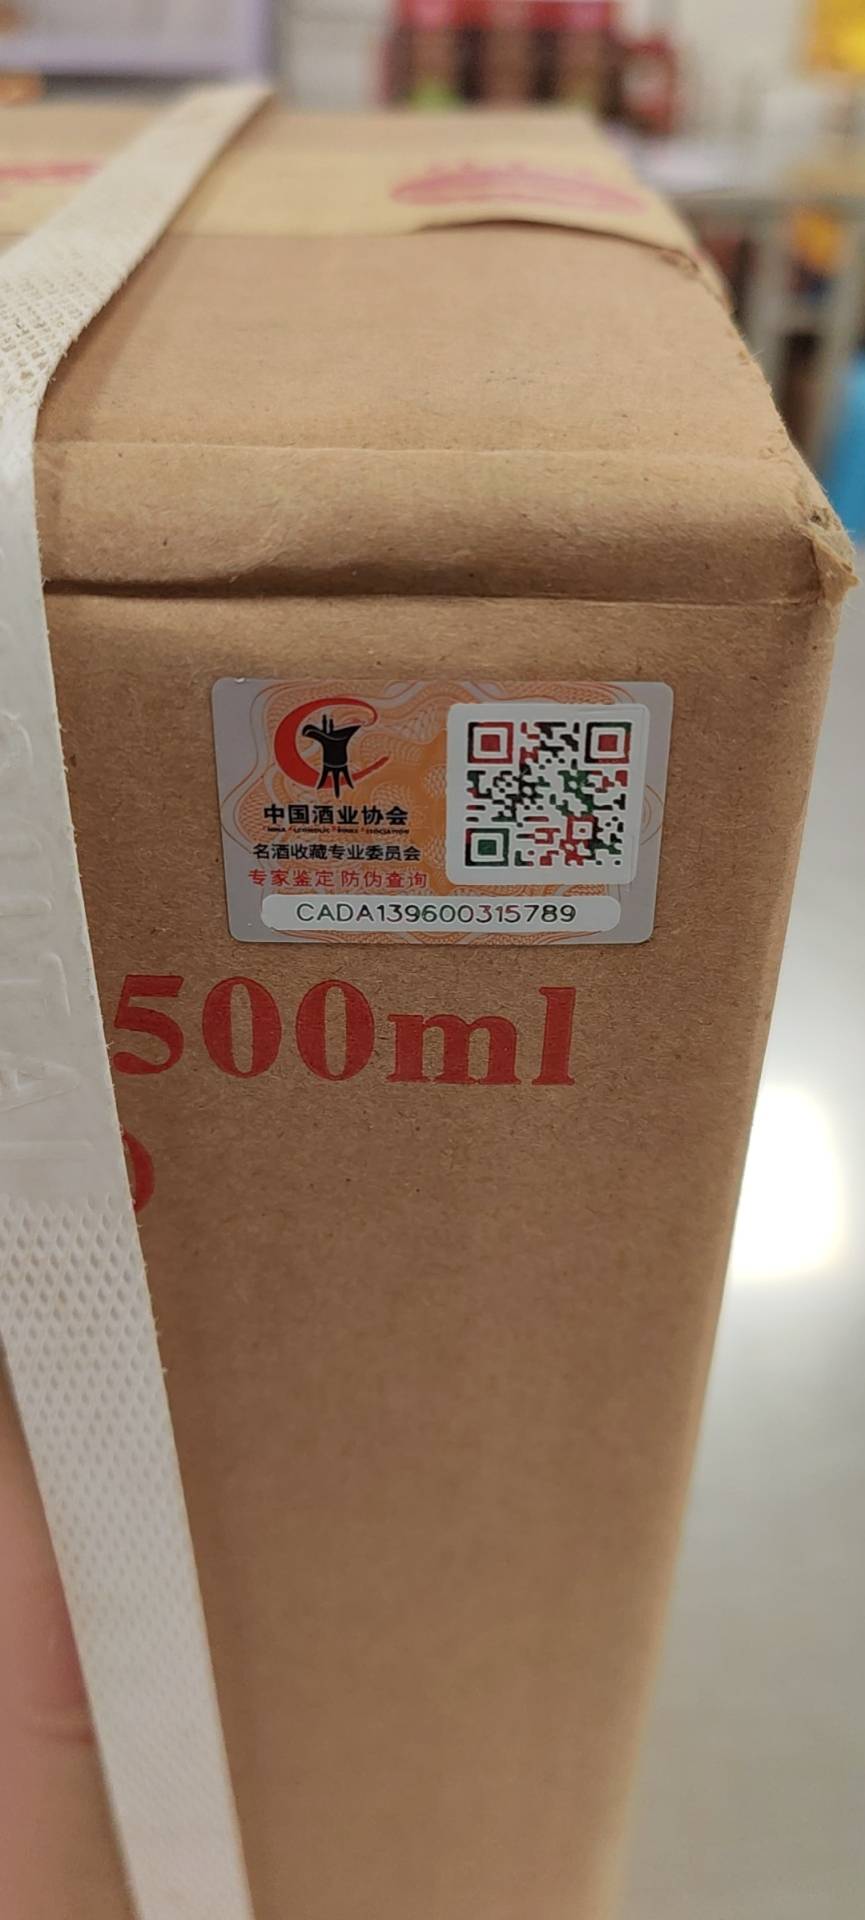 中国酒业协会
名酒收藏专业委员会
专家鉴定 防伪查询
CADA139600315789
500ml